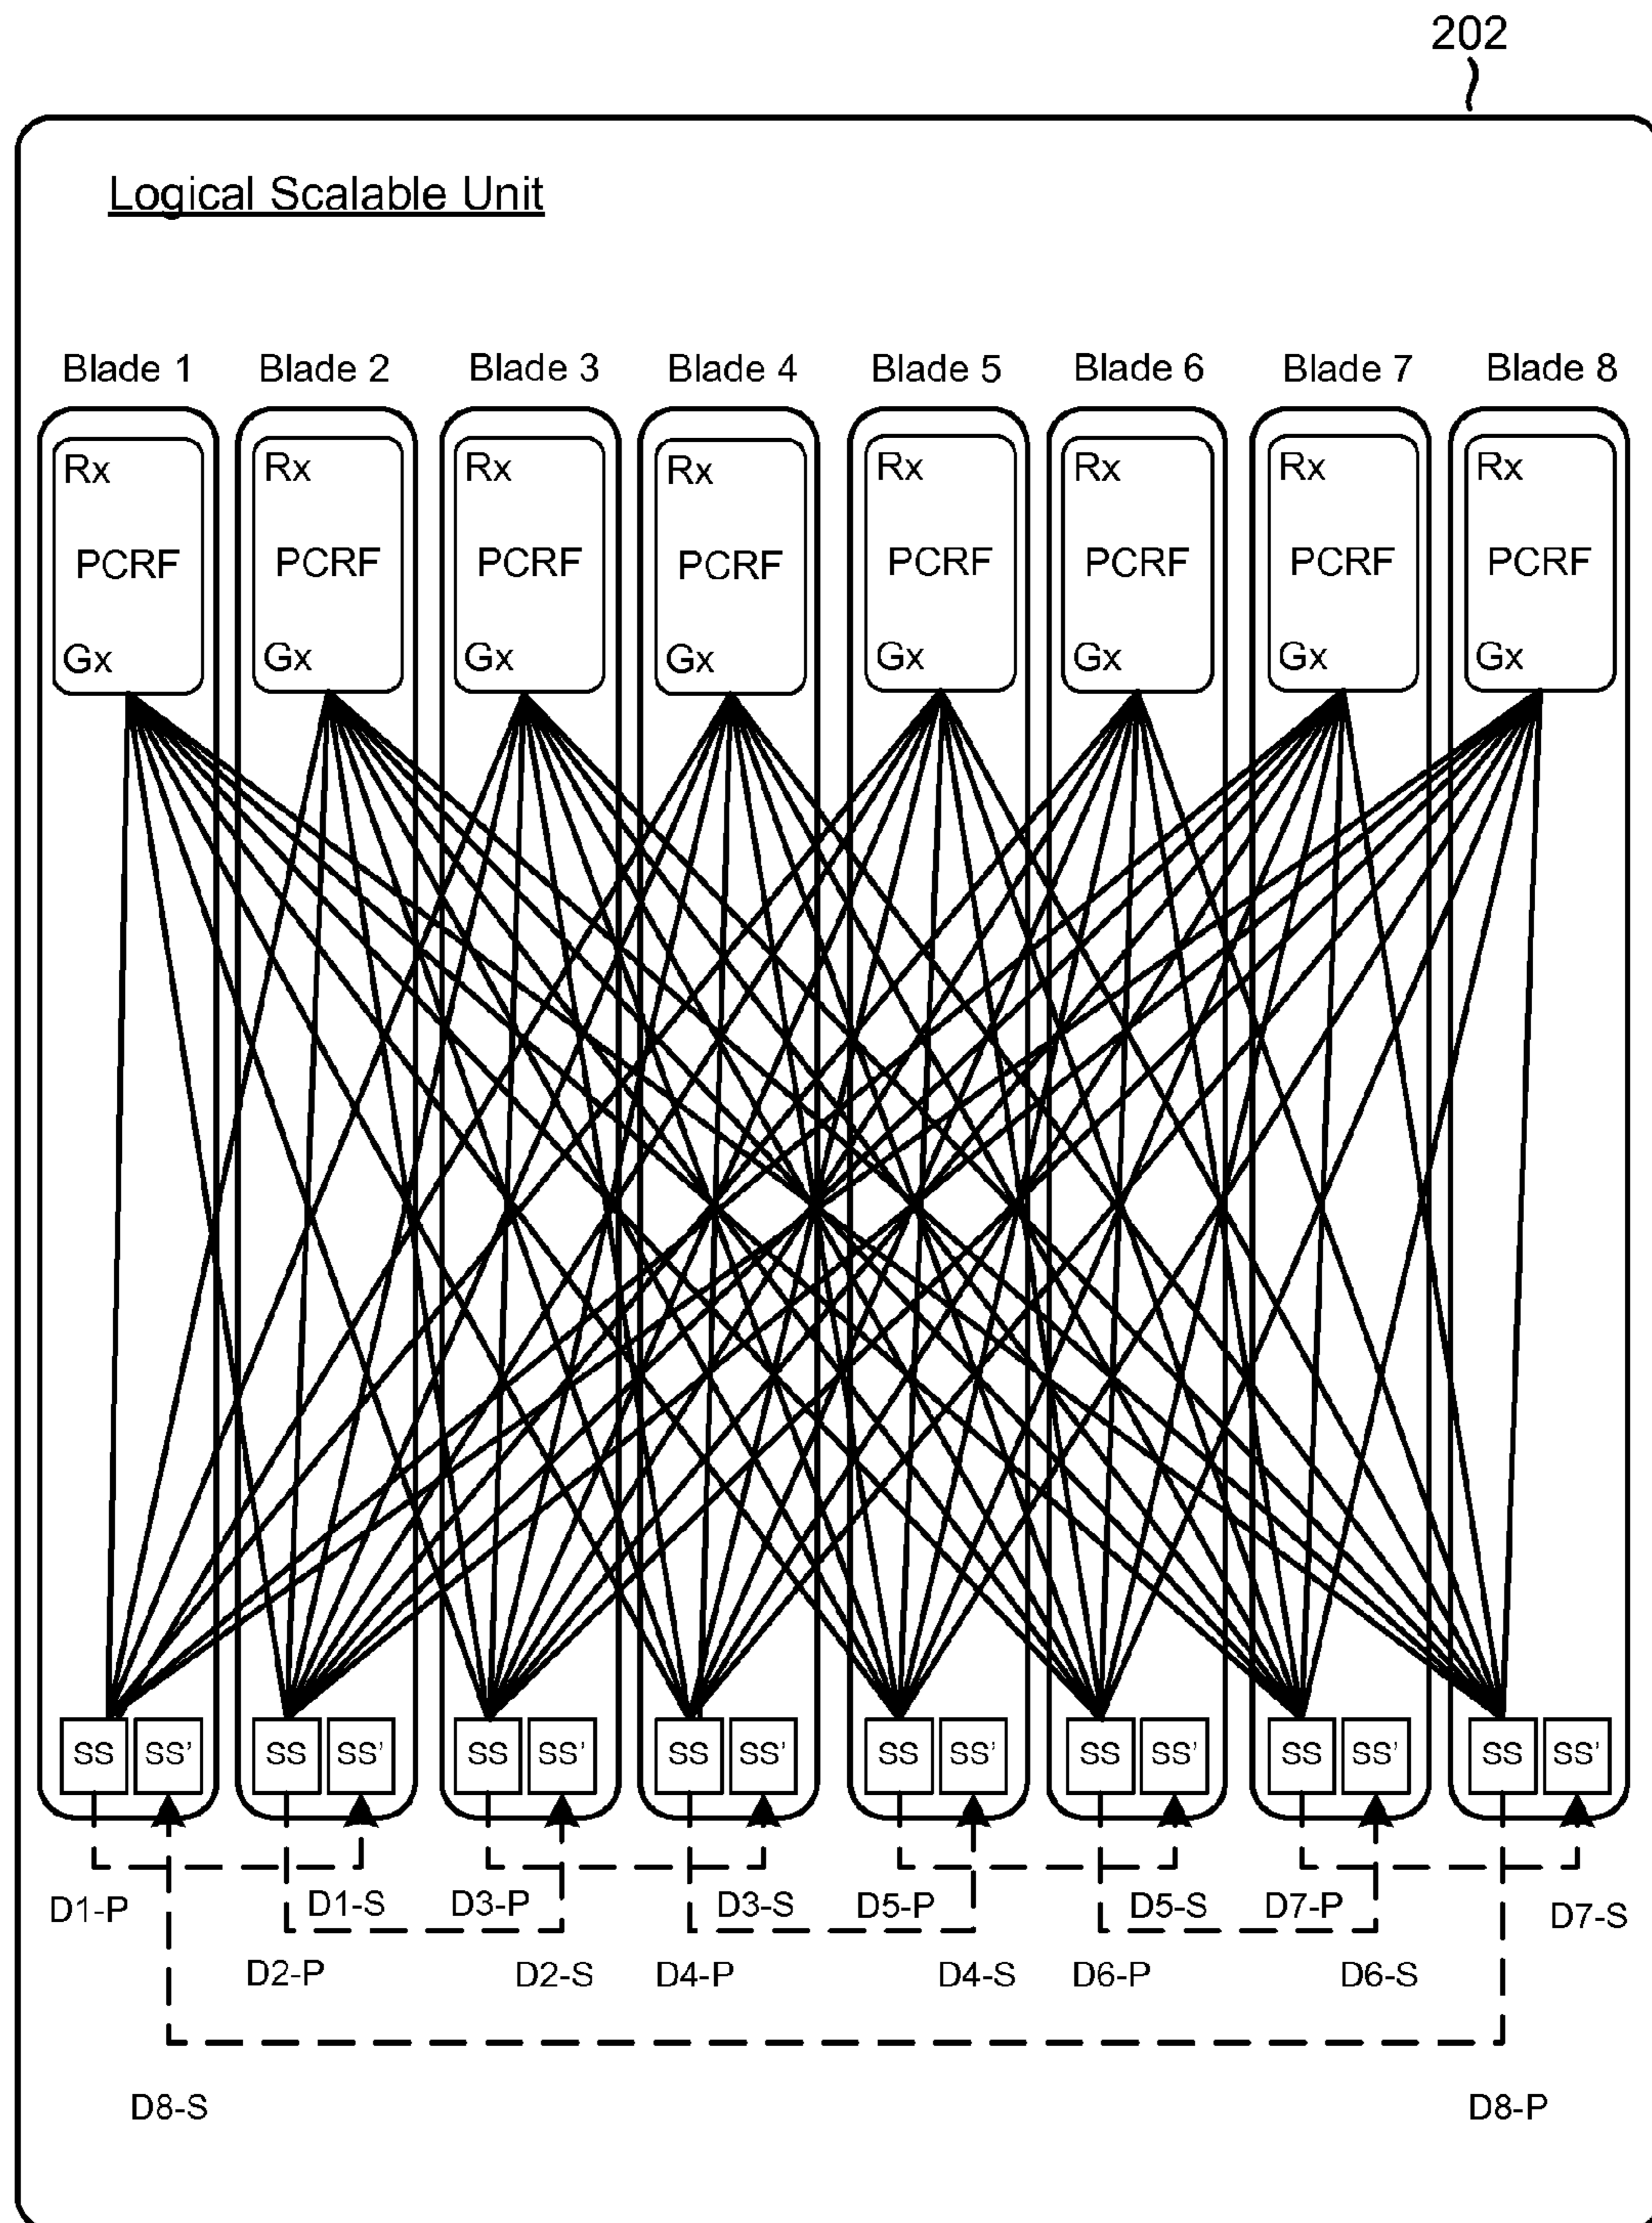 202
Logical Scalable Unit
Blade 1 Blade 2 Blade 3 Blade 4 Blade 5 Blade 6 Blade 7 Blade 8
Rx Rx Rx Rx Rx Rx Rx Rx
PCRF PCRF PCRF PCRF PCRF PCRF PCRF PCRF
Gx Gx Gx Gx Gx Gx Gx Gx
SS SS' SS SS' SS SS' SS SS' SS SS' SS SS' SS SS' SS SS'
D1-P D1-S D3-P D3-S D5-P D5-S D7-P D7-S
D2-P D2-S D4-P D4-S D6-P D6-S
D8-S D8-P